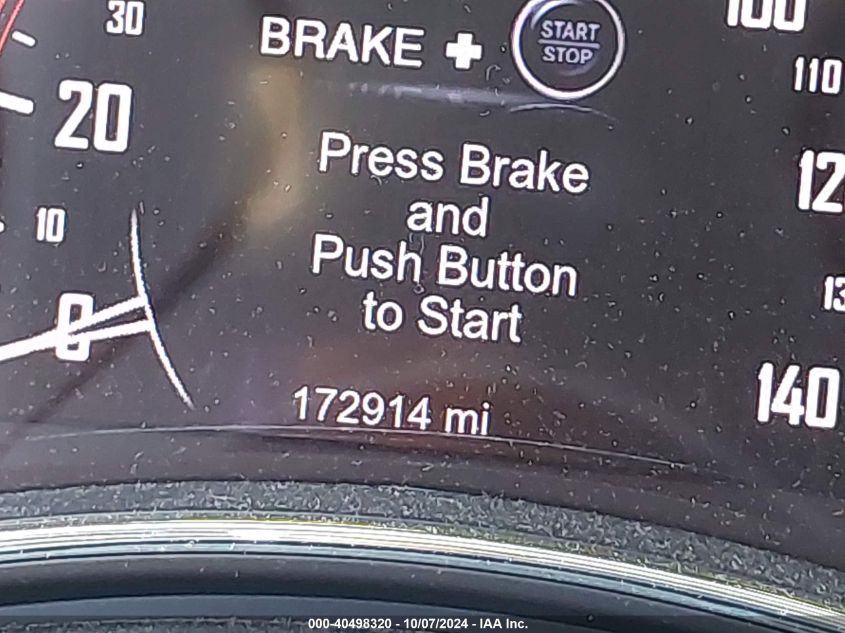 30
20
10
0
BRAKE +
START
STOP
Press Brake
and
Push Button
to Start
172914 mi
100
110
140
000-40498320 - 10/07/2024 - IAA Inc.